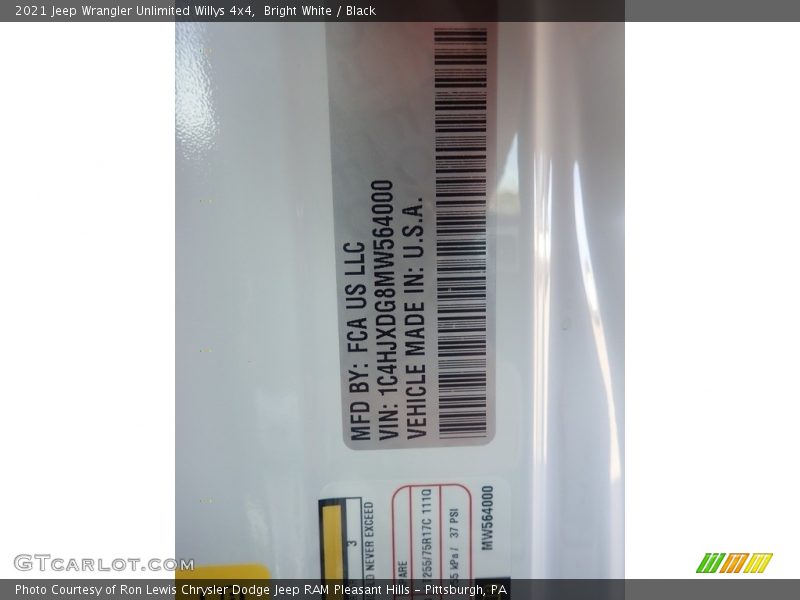 2021 Jeep Wrangler Unlimited Willys 4x4,  Bright White / Black
MFD BY: FCA US LLC
VIN: 1C4HJXDG8MW564000
VEHICLE MADE IN: U.S.A.
3
D NEVER EXCEED
ARE
T255/75R17C 111Q
kPa / 37 PSI
MW564000
GTCARLOT.COM
Photo Courtesy of Ron Lewis Chrysler Dodge Jeep RAM Pleasant Hills – Pittsburgh, PA